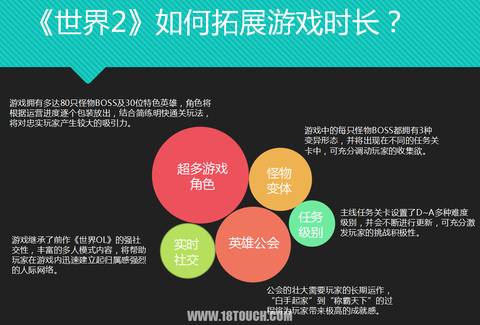 《世界2》如何拓展游戏时长？
游戏拥有多达80只怪物BOSS及30位特色英雄，角色将
根据运营进度逐个包装放出，结合简练明快通关玩法，
将对忠实玩家产生较大的吸引力。
游戏中的每只怪物BOSS都拥有3种
变异形态，并将出现在不同的任务关
卡中，可充分调动玩家的收集欲。
超多游戏
角色
怪物
变体
任务
级别
主线任务关卡设置了D~A多种难度
级别，并会不断进行更新，可充分激
发玩家的挑战积极性。
游戏继承了前作《世界OL》的强社
交性，丰富的多人模式内容，将帮助
玩家在游戏内迅速建立起归属感强烈
的人际网络。
实时
社交
英雄公会
公会的壮大需要玩家的长期运作，
“白手起家”到“称霸天下”的过
程将为玩家带来极高的成就感。
WWW.18TOUCH.COM